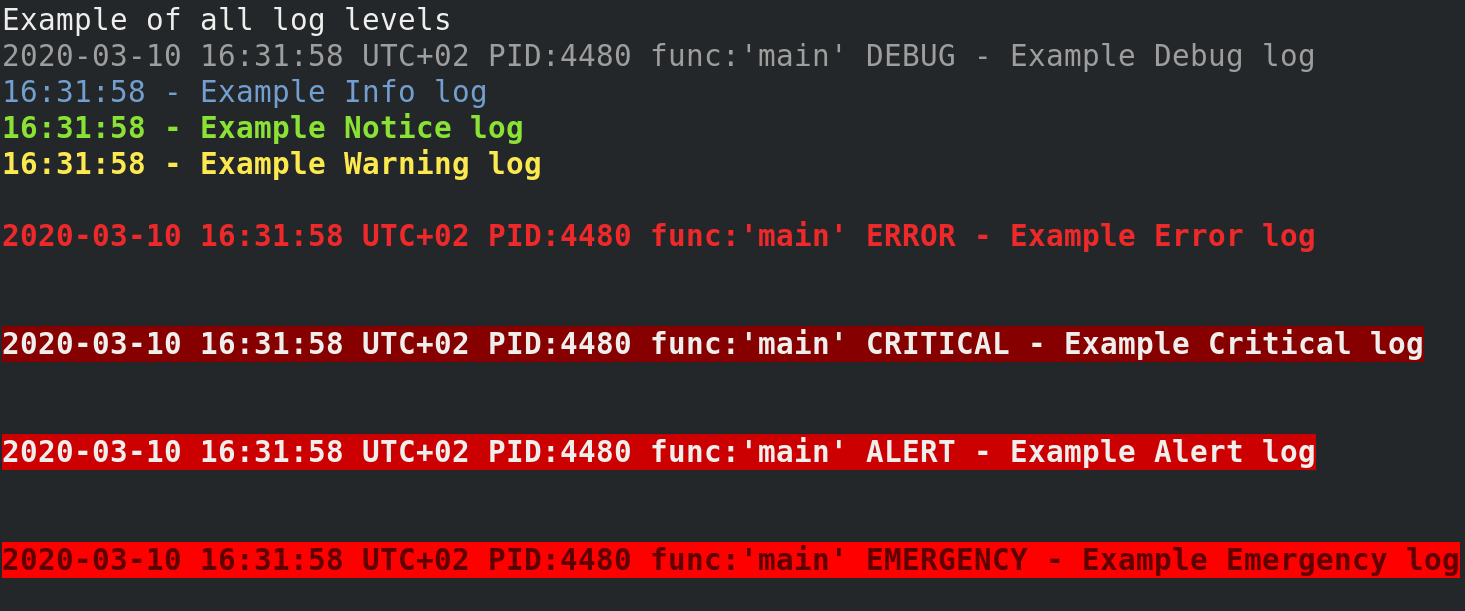 Example of all log levels
2020-03-10 16:31:58 UTC+02 PID:4480 func:'main' DEBUG - Example Debug log
16:31:58 - Example Info log
16:31:58 - Example Notice log
16:31:58 - Example Warning log
2020-03-10 16:31:58 UTC+02 PID:4480 func:'main' ERROR - Example Error log
2020-03-10 16:31:58 UTC+02 PID:4480 func:'main' CRITICAL - Example Critical log
2020-03-10 16:31:58 UTC+02 PID:4480 func:'main' ALERT - Example Alert log
2020-03-10 16:31:58 UTC+02 PID:4480 func:'main' EMERGENCY - Example Emergency log